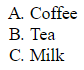 A. Coffee
B. Tea
C. Milk